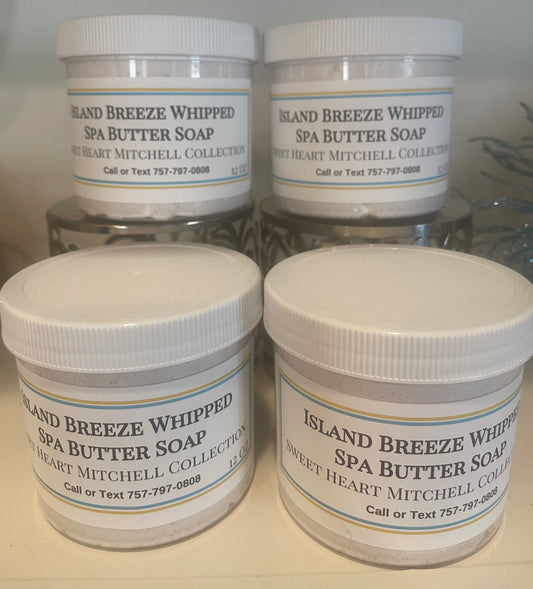 ISLAND BREEZE WHIPPED
SPA BUTTER SOAP
SWEET HEART MITCHELL COLLECTION
Call or Text 757-797-0808
12 OZ
ISLAND BREEZE WHIPPED
SPA BUTTER SOAP
SWEET HEART MITCHELL COLLECTION
Call or Text 757-797-0808
12 O
ISLAND BREEZE WHIPPED
SPA BUTTER SOAP
HEART MITCHELL COLLECTION
12 OZ
Call or Text 757-797-0808
ISLAND BREEZE WHIPPED
SPA BUTTER SOAP
SWEET HEART MITCHELL
Call or Text 757-797-0808